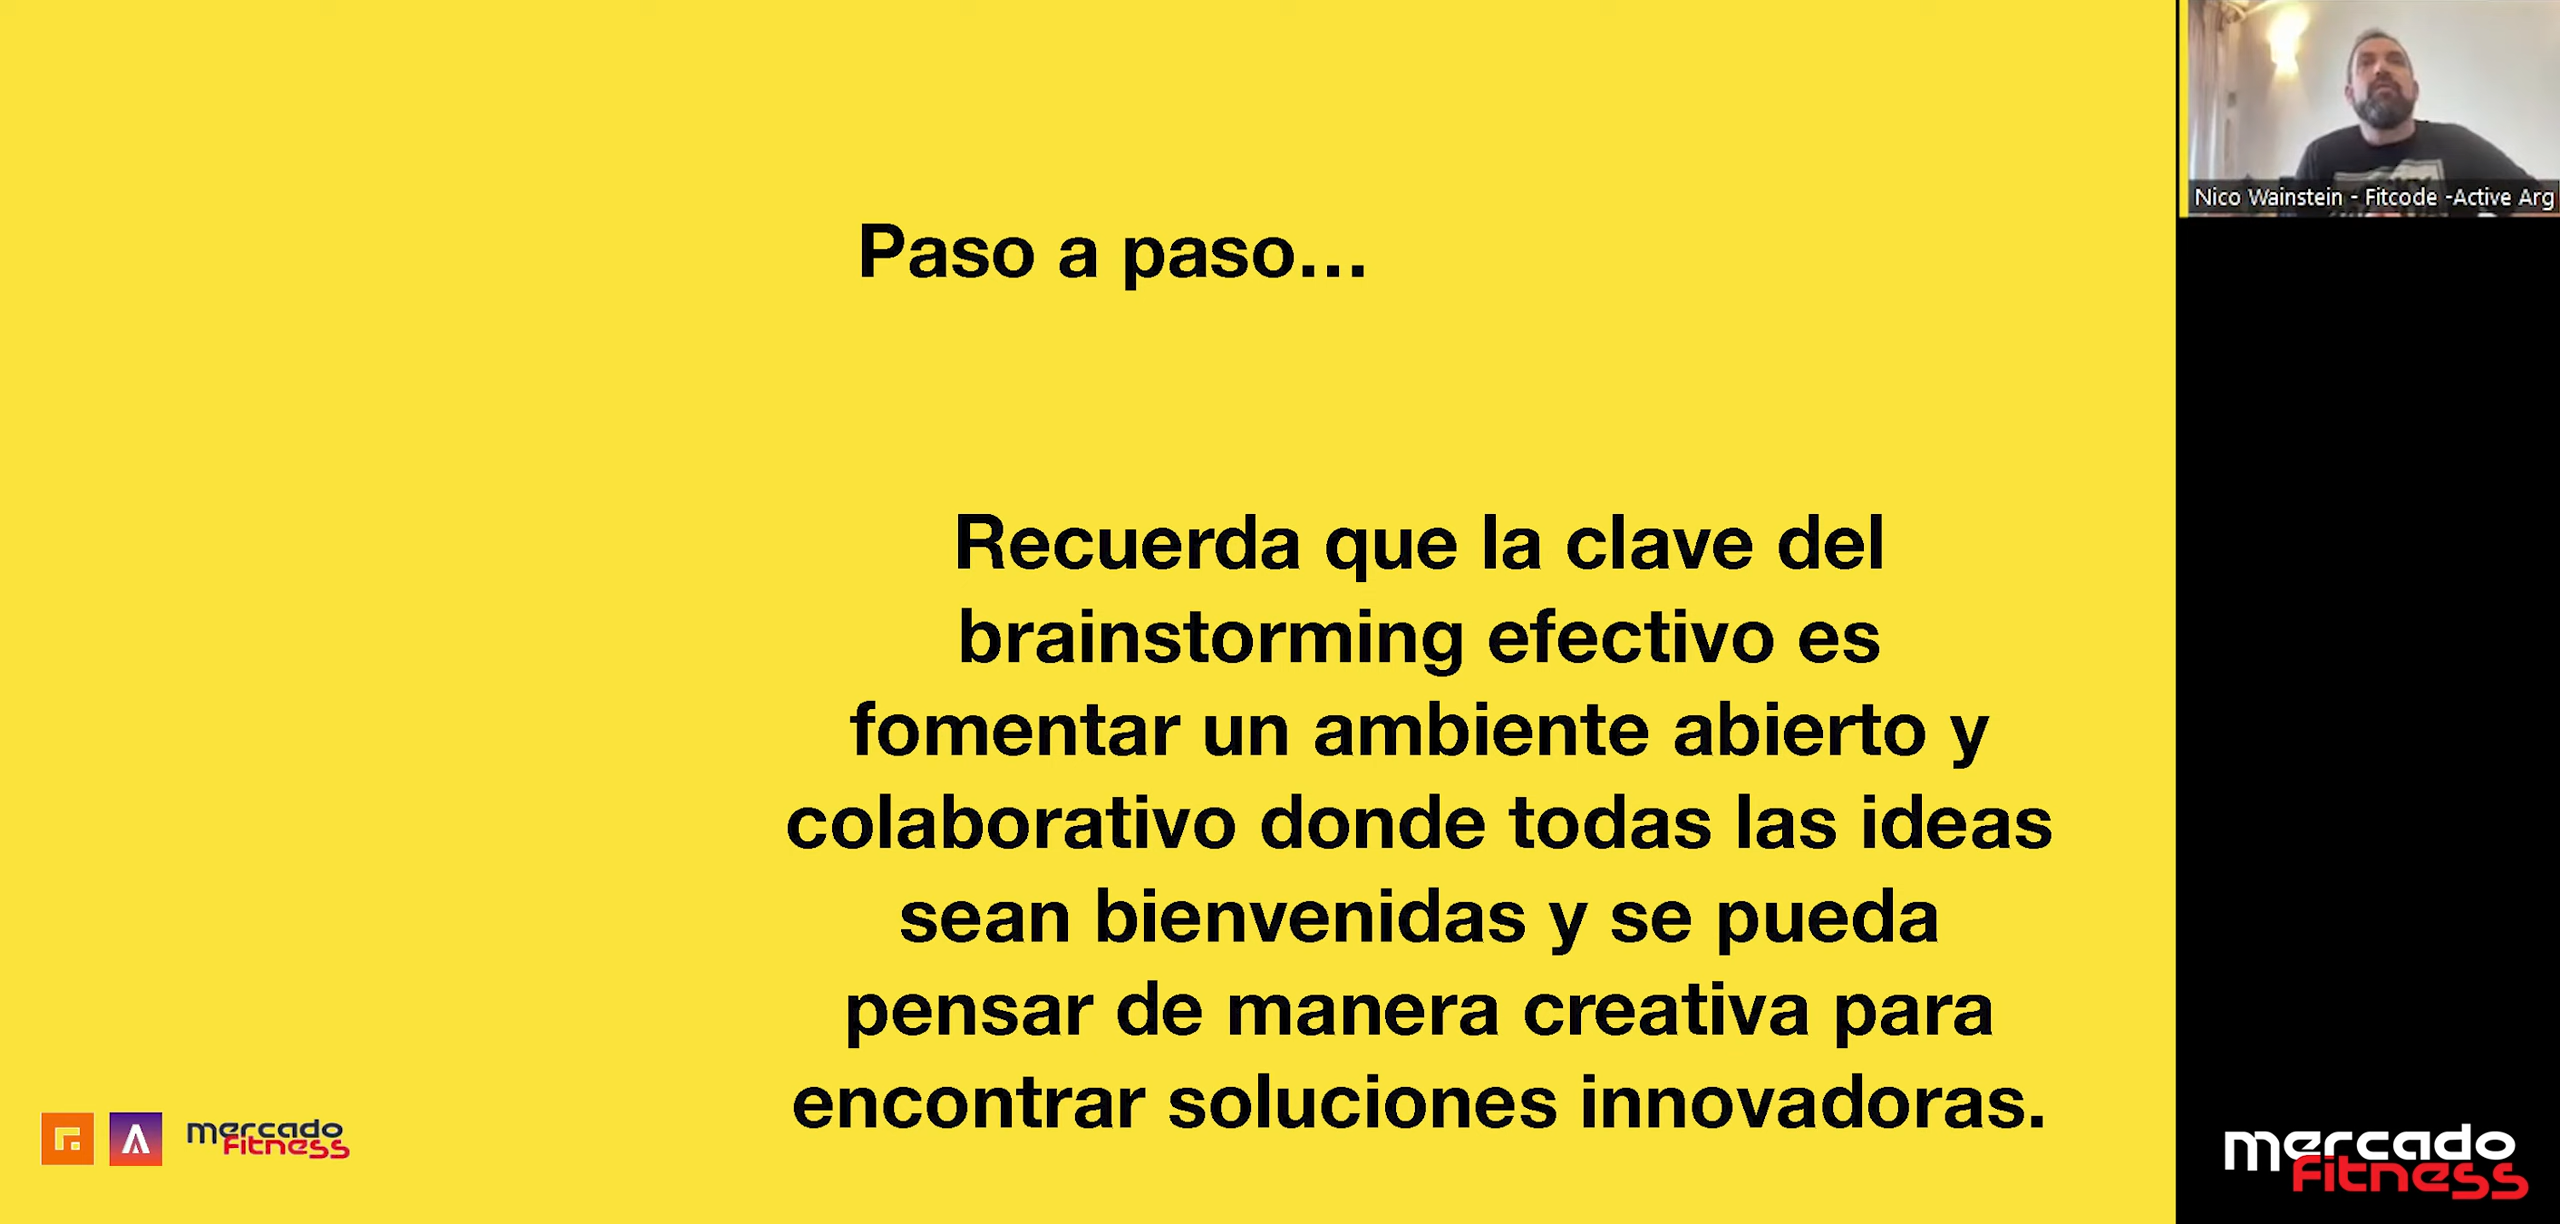 Paso a paso...
Recuerda que la clave del
brainstorming efectivo es
fomentar un ambiente abierto y
colaborativo donde todas las ideas
sean bienvenidas y se pueda
pensar de manera creativa para
encontrar soluciones innovadoras.
mercado
fitness
Nico Wainstein - Fitcode -Active Arg
mercado
fitness